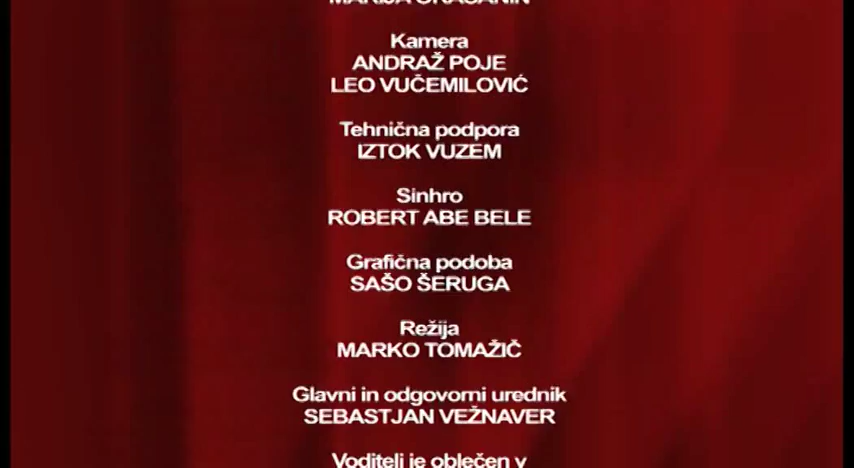 Kamera
ANDRAŽ POJE
LEO VUČEMILOVIĆ
Tehnična podpora
IZTOK VUZEM
Sinhro
ROBERT ABE BELE
Grafična podoba
SAŠO ŠERUGA
Režija
MARKO TOMAŽIČ
Glavni in odgovorni urednik
SEBASTJAN VEŽNAVER
Voditelj je oblečen v